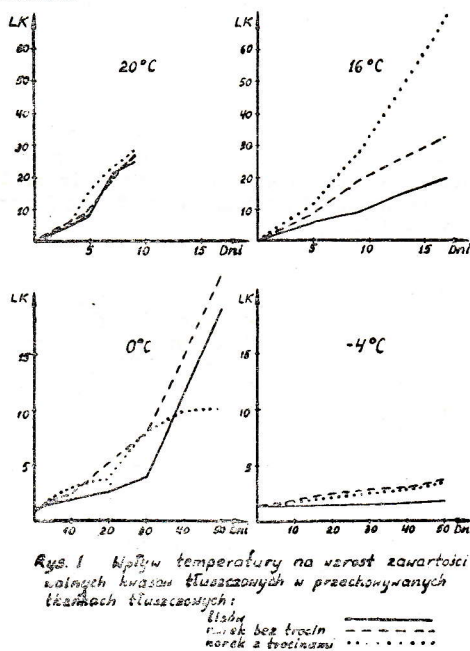 LK
60
50
40
30
20
10
20°C
5 10 15 Dni
LK
60
50
40
30
20
10
16°C
5 10 15 Dni
LK
15
10
5
0°C
10 20 30 40 50 Dni
LK
15
10
5
-4°C
10 20 30 40 50 Dni
Rys. 1 Wpływ temperatury na wzrost zawartości
wolnych kwasów tłuszczowych w przechowywanych
tkankach tłuszczowych:
lisów
norek bez trocin
norek z trocinami